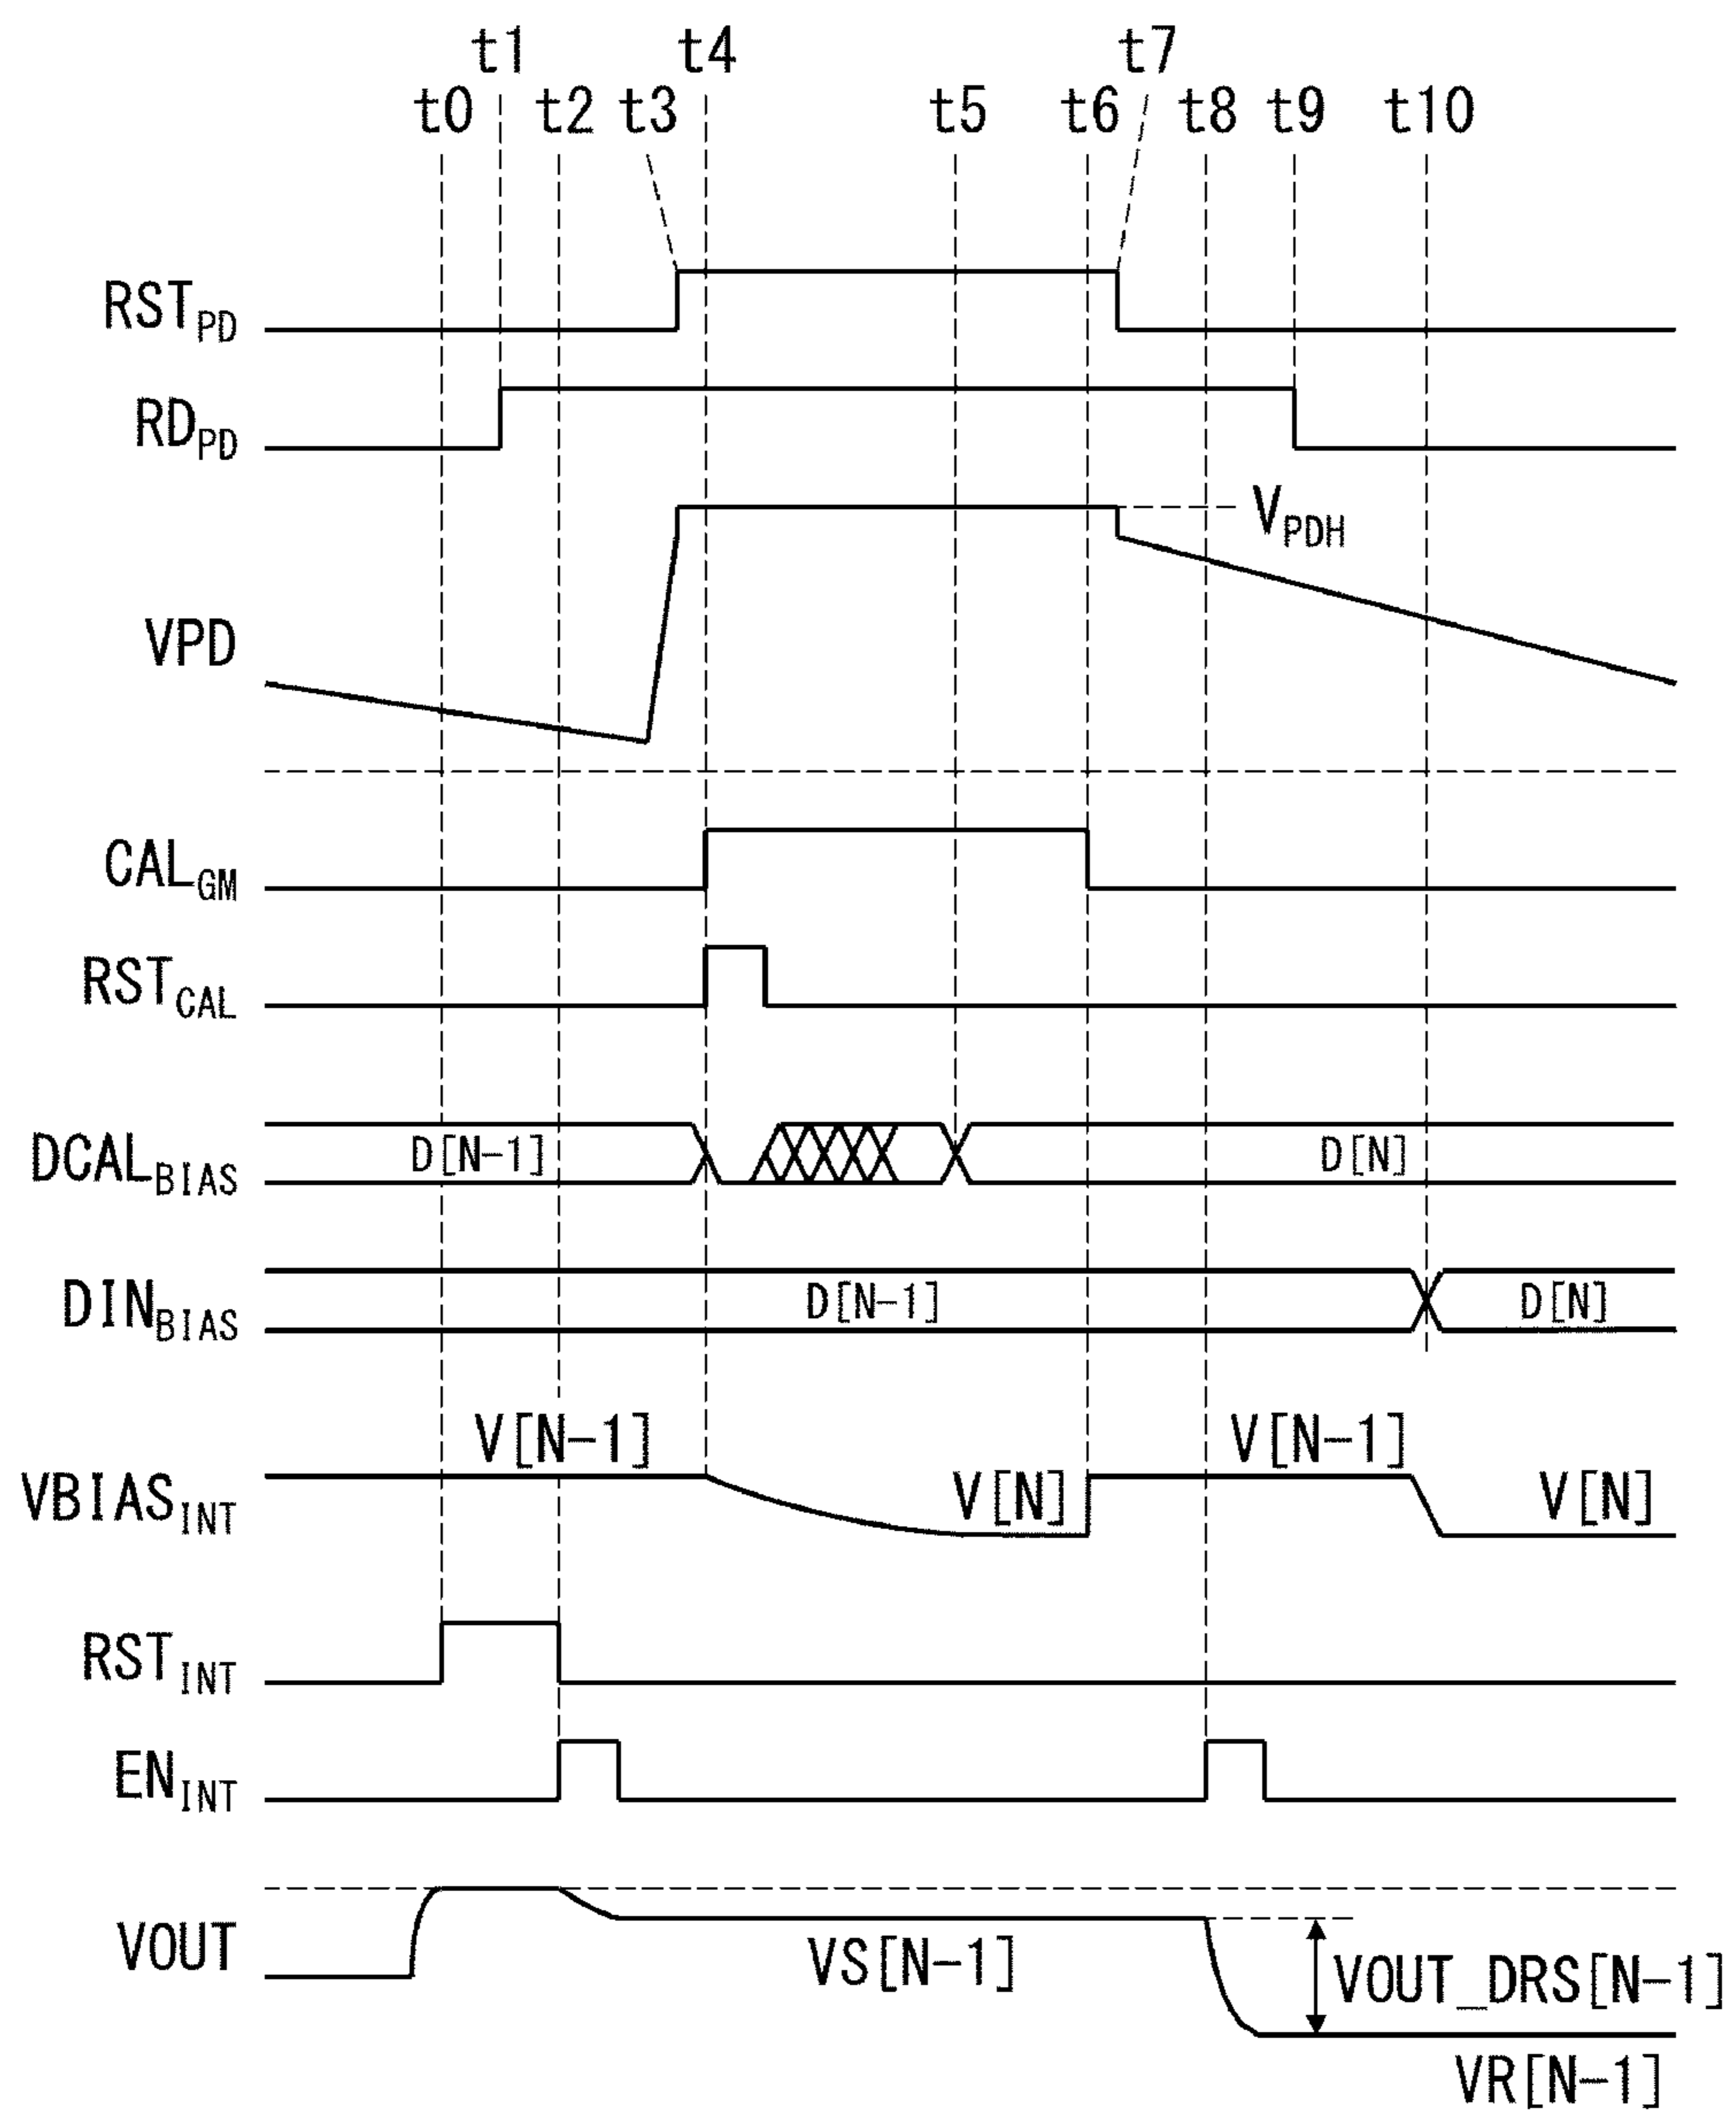 t1 t4 t7
t0 t2 t3 t5 t6 t8 t9 t10
RSTPD
RDPD
VPDH
VPD
CALGM
RSTCAL
DCALBIAS D[N-1] D[N]
DINBIAS D[N-1] D[N]
V[N-1] V[N-1]
VBIASINT V[N] V[N]
RSTINT
ENINT
VOUT VS[N-1] VOUT_DRS[N-1]
VR[N-1]